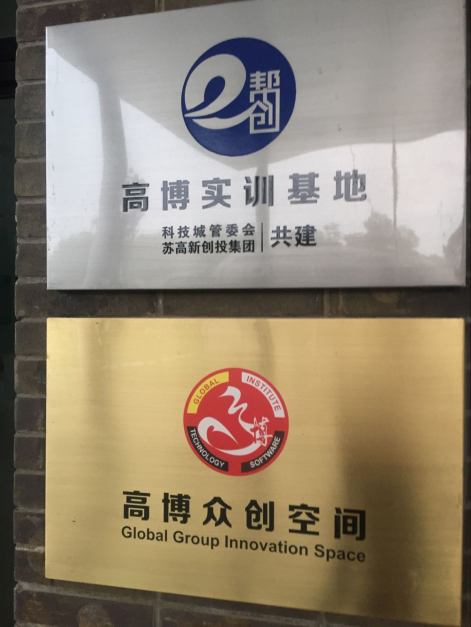 e帮创
高博实训基地
科技城管委会
苏高新创投集团
共建
GLOBAL INSTITUTE
TECHNOLOGY SOFTWARE
高博众创空间
Global Group Innovation Space